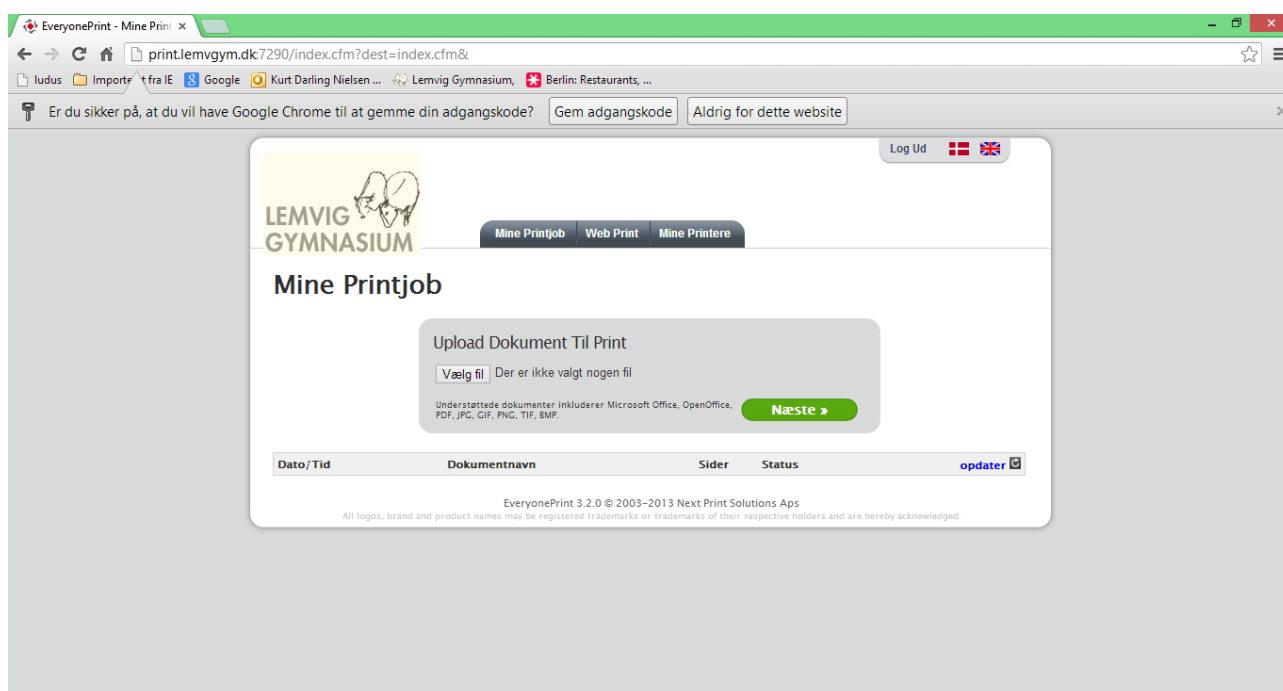 EveryonePrint - Mine Prin
print.lemvgym.dk:7290/index.cfm?dest=index.cfm&
ludus fra IE Google Kurt Darling Nielsen ... Lemvig Gymnasium, Berlin: Restaurants, ...
Er du sikker på, at du vil have Google Chrome til at gemme din adgangskode? Gem adgangskode Aldrig for dette website
Log Ud
LEMVIG
GYMNASIUM
Mine Printjob Web Print Mine Printere
Mine Printjob
Upload Dokument Til Print
Vælg fil Der er ikke valgt nogen fil
Understøttede dokumenter inkluderer Microsoft Office, OpenOffice,
PDF, JPG, GIF, PNG, TIF, BMP.
Næste »
Dato/Tid Dokumentnavn Sider Status opdater
EveryonePrint 3.2.0 © 2003-2013 Next Print Solutions Aps
All logos, brand and product names may be registered trademarks or trademarks of their respective holders and are hereby acknowledged.